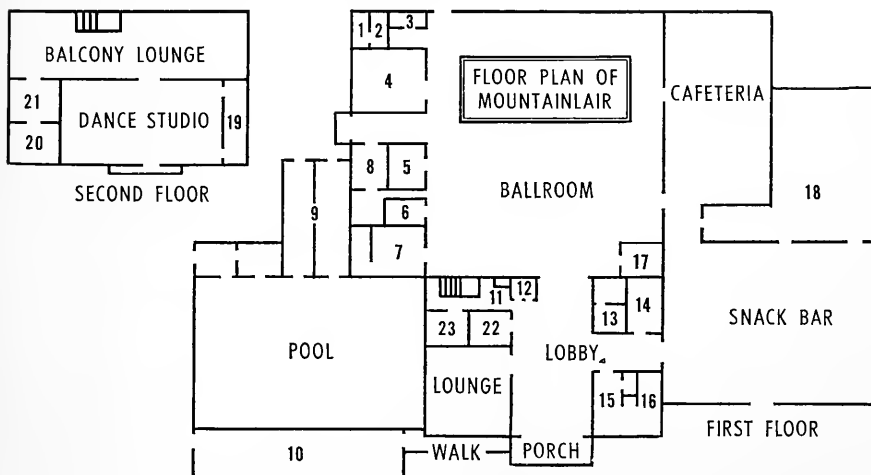 BALCONY LOUNGE
21
DANCE STUDIO
19
20
SECOND FLOOR
1
2
3
4
FLOOR PLAN OF
MOUNTAINLAIR
CAFETERIA
8
5
BALLROOM
18
9
6
7
17
11
12
14
13
SNACK BAR
23
22
POOL
LOBBY
LOUNGE
15
16
FIRST FLOOR
10
WALK
PORCH